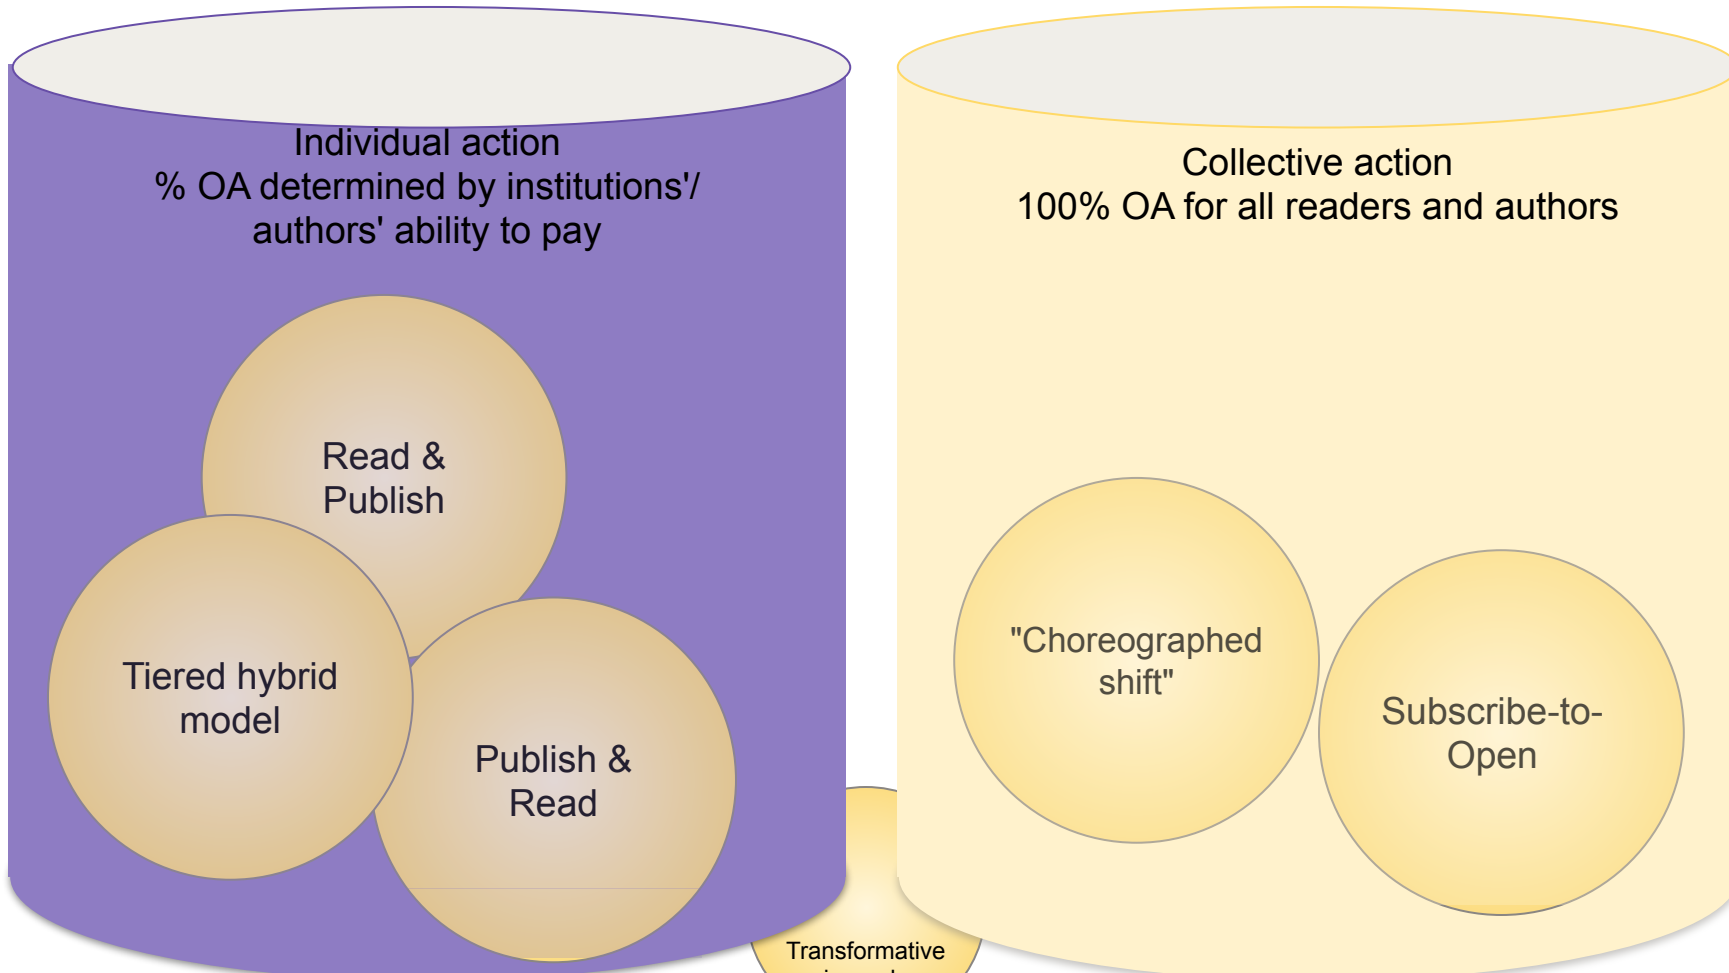 Individual action
% OA determined by institutions'/
authors' ability to pay
Read &
Publish
Tiered hybrid
model
Publish &
Read
Collective action
100% OA for all readers and authors
"Choreographed
shift"
Subscribe-to-
Open
Transformative